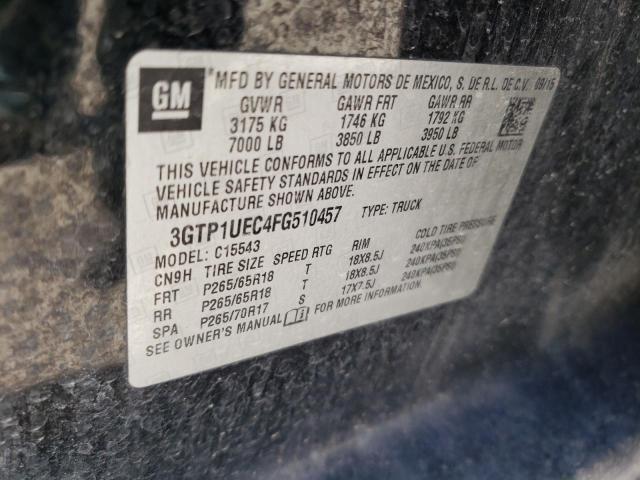 GM MFD BY GENERAL MOTORS DE MEXICO, S. DE R.L. DE C.V. 09/15
GVWR GAWR FRT GAWR RR
3175 KG 1746 KG 1792 KG
7000 LB 3850 LB 3950 LB
THIS VEHICLE CONFORMS TO ALL APPLICABLE U.S. FEDERAL MOTOR
VEHICLE SAFETY STANDARDS IN EFFECT ON THE DATE OF
MANUFACTURE SHOWN ABOVE.
3GTP1UEC4FG510457 TYPE: TRUCK
MODEL: C15543
CN9H TIRE SIZE SPEED RTG RIM COLD TIRE PRESSURE
FRT P265/65R18 T 18X8.5J 240KPA(35PSI)
RR P265/65R18 T 18X8.5J 240KPA(35PSI)
SPA P265/70R17 S 17X7.5J 240KPA(35PSI)
SEE OWNER'S MANUAL FOR MORE INFORMATION.